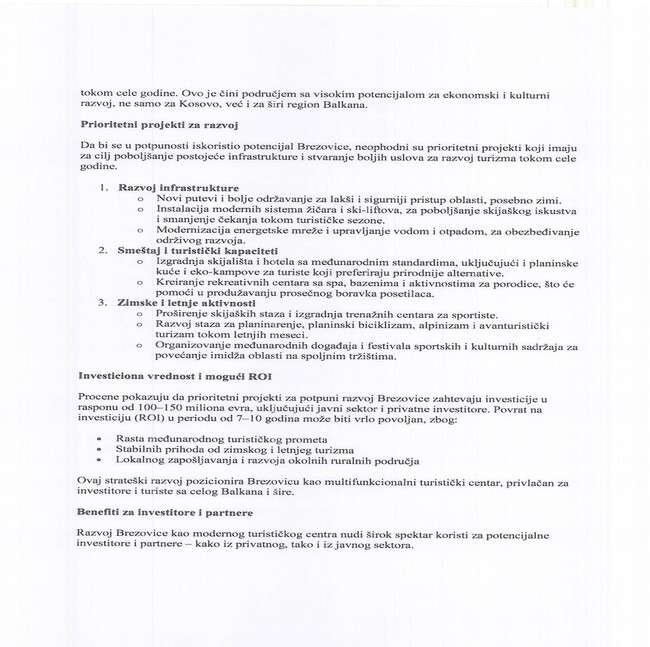 tokom cele godine. Ovo je čini područjem sa visokim potencijalom za ekonomski i kulturni
razvoj, ne samo za Kosovo, već i za širi region Balkana.
Prioritetni projekti za razvoj
Da bi se u potpunosti iskoristio potencijal Brezovice, neophodni su prioritetni projekti koji imaju
za cilj poboljšanje postojeće infrastrukture i stvaranje boljih uslova za razvoj turizma tokom cele
godine.
1. Razvoj infrastrukture
o Novi putevi i bolje održavanje za lakši i sigurniji pristup oblasti, posebno zimi.
o Instalacija modernih sistema žičara i ski-liftova, za poboljšanje skijaškog iskustva
i smanjenje čekanja tokom turističke sezone.
o Modernizacija energetske mreže i upravljanje vodom i otpadom, za obezbeđivanje
održivog razvoja.
2. Smeštaj i turistički kapaciteti
o Izgradnja skijališta i hotela sa međunarodnim standardima, uključujući i planinske
kuće i eko-kampove za turiste koji preferiraju prirodnije alternative.
o Kreiranje rekreativnih centara sa spa, bazenima i aktivnostima za porodice, što će
pomoći u produžavanju prosečnog boravka posetilaca.
3. Zimske i letnje aktivnosti
o Proširenje skijaških staza i izgradnja trenažnih centara za sportiste.
o Razvoj staza za planinarenje, planinski biciklizam, alpinizam i avanturistički
turizam tokom letnjih meseci.
o Organizovanje međunarodnih događaja i festivala sportskih i kulturnih sadržaja za
povećanje imidža oblasti na spoljnim tržištima.
Investiciona vrednost i mogući ROI
Procene pokazuju da prioritetni projekti za potpuni razvoj Brezovice zahtevaju investicije u
rasponu od 100–150 miliona evra, uključujući javni sektor i privatne investitore. Povrat na
investiciju (ROI) u periodu od 7–10 godina može biti vrlo povoljan, zbog:
• Rasta međunarodnog turističkog prometa
• Stabilnih prihoda od zimskog i letnjeg turizma
• Lokalnog zapošljavanja i razvoja okolnih ruralnih područja
Ovaj strateški razvoj pozicionira Brezovicu kao multifunkcionalni turistički centar, privlačan za
investitore i turiste sa celog Balkana i šire.
Benefiti za investitore i partnere
Razvoj Brezovice kao modernog turističkog centra nudi širok spektar koristi za potencijalne
investitore i partnere – kako iz privatnog, tako i iz javnog sektora.